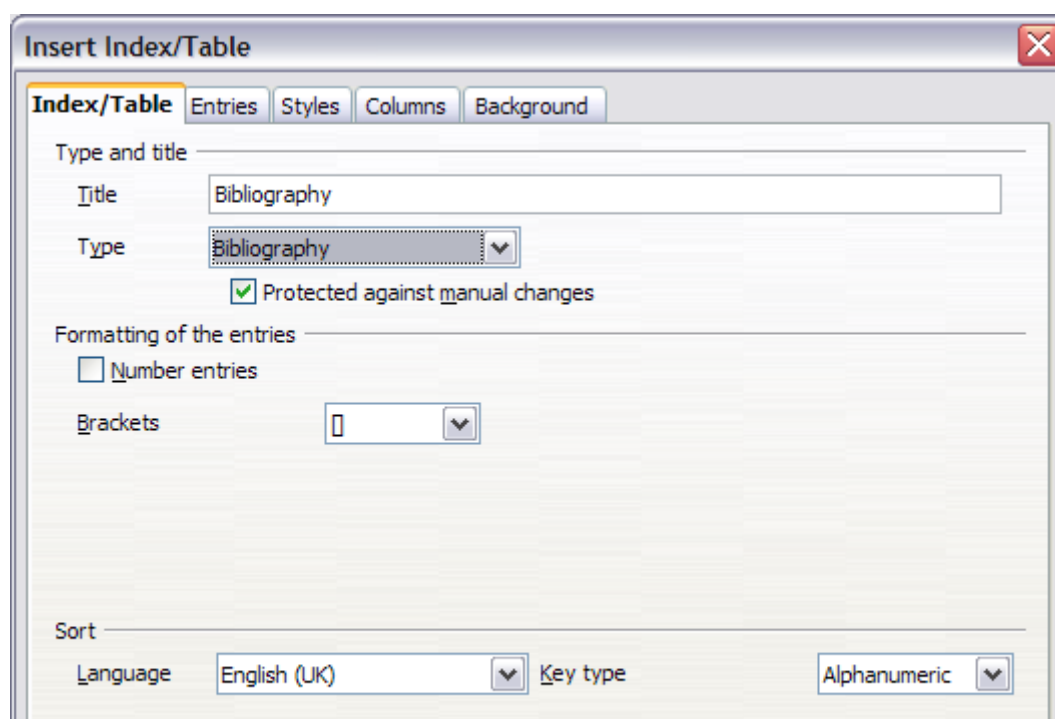 Insert Index/Table
Index/Table Entries Styles Columns Background
Type and title
Title Bibliography
Type Bibliography
Protected against manual changes
Formatting of the entries
Number entries
Brackets []
Sort
Language English (UK) Key type Alphanumeric